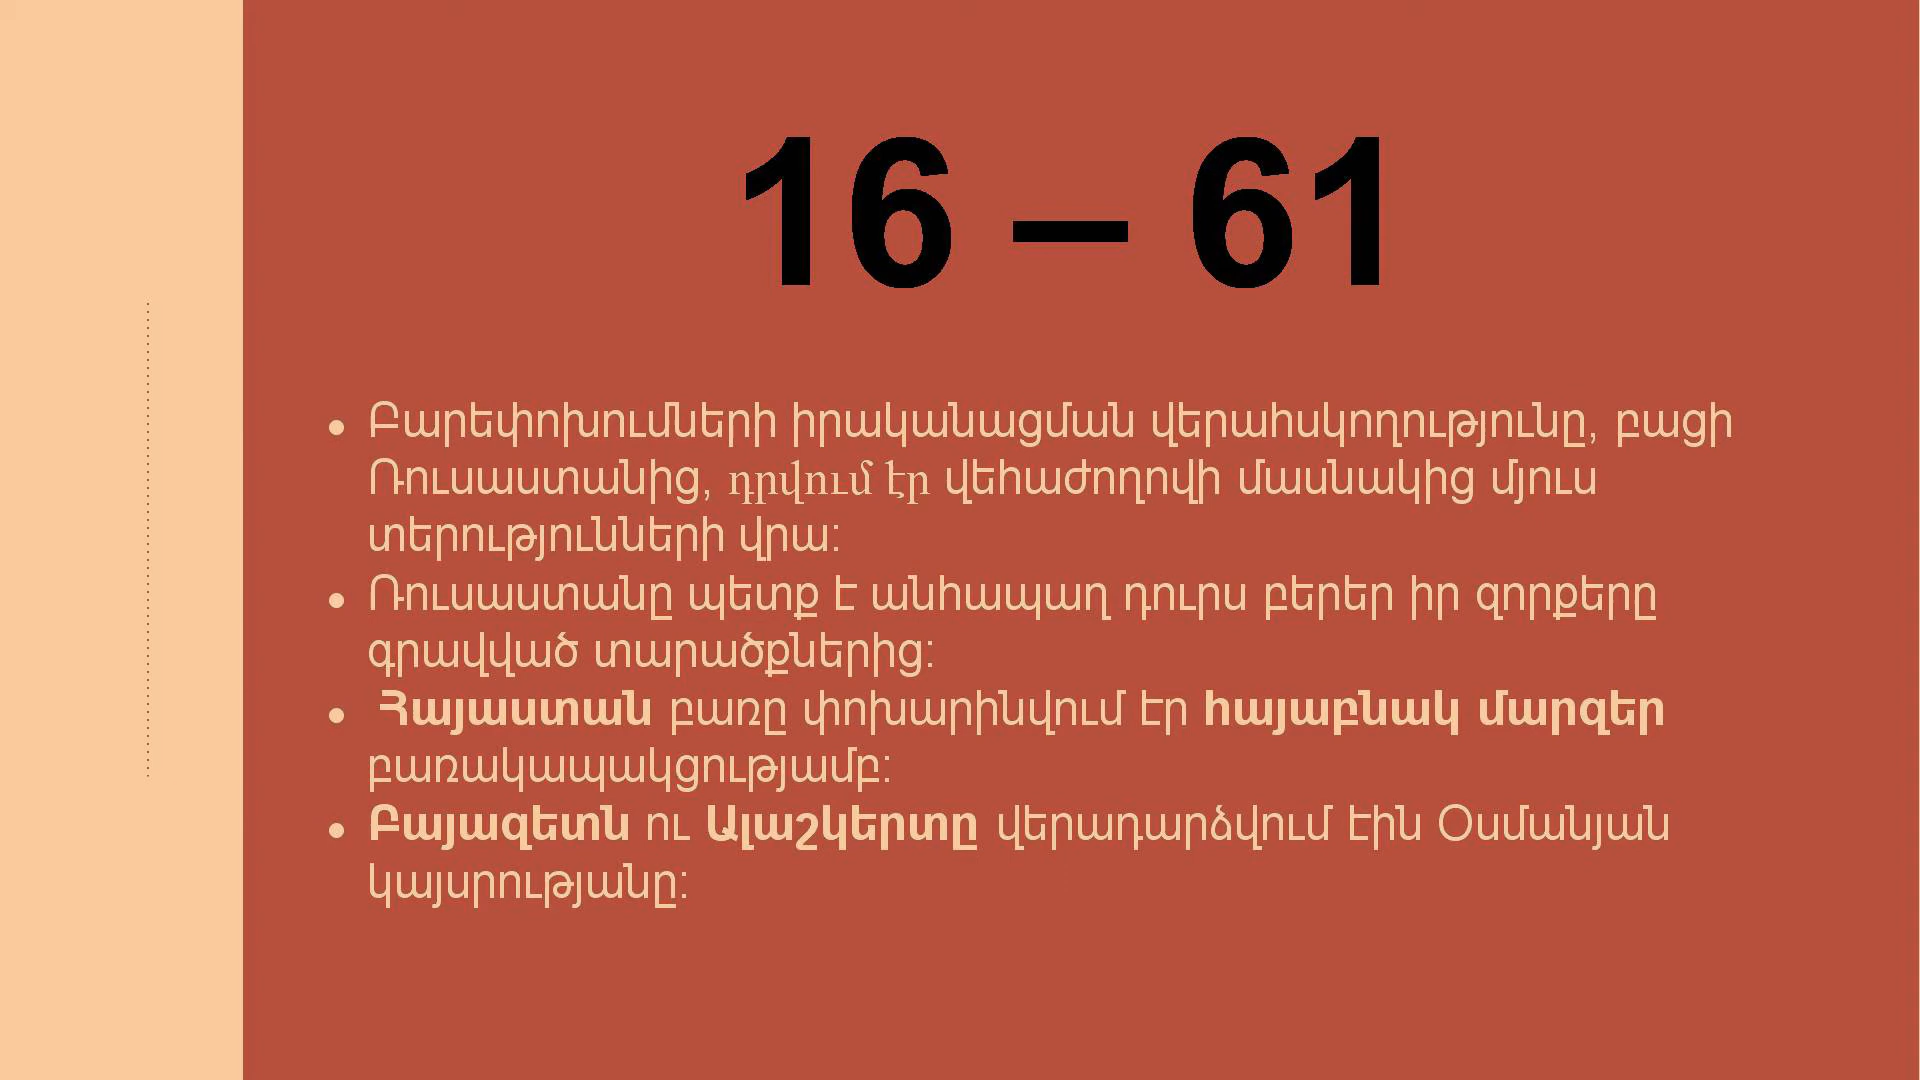 16 – 61
• Բարեփոխումների իրականացման վերահսկողությունը, բացի
Ռուսաստանից, դրվում էր վեհաժողովի մասնակից մյուս
տերությունների վրա:
• Ռուսաստանը պետք է անհապաղ դուրս բերեր իր զորքերը
գրավված տարածքներից:
• Հայաստան բառը փոխարինվում էր հայաբնակ մարզեր
բառակապակցությամբ:
• Բայազետն ու Ալաշկերտը վերադարձվում էին Օսմանյան
կայսրությանը: